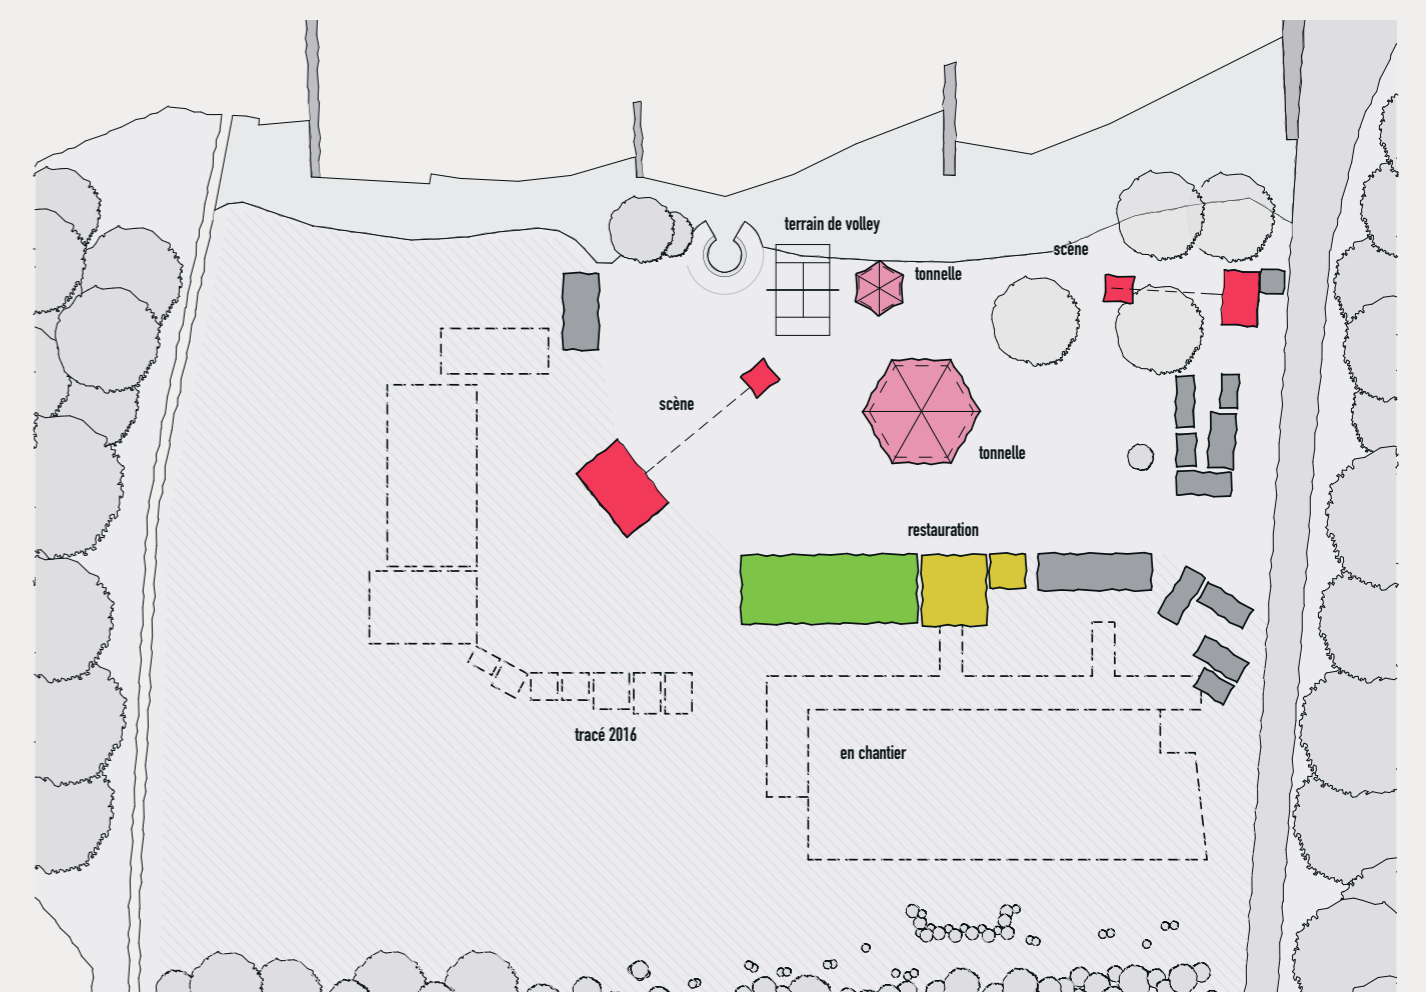 terrain de volley
scène
tonnelle
scène
tonnelle
restauration
tracé 2016
en chantier